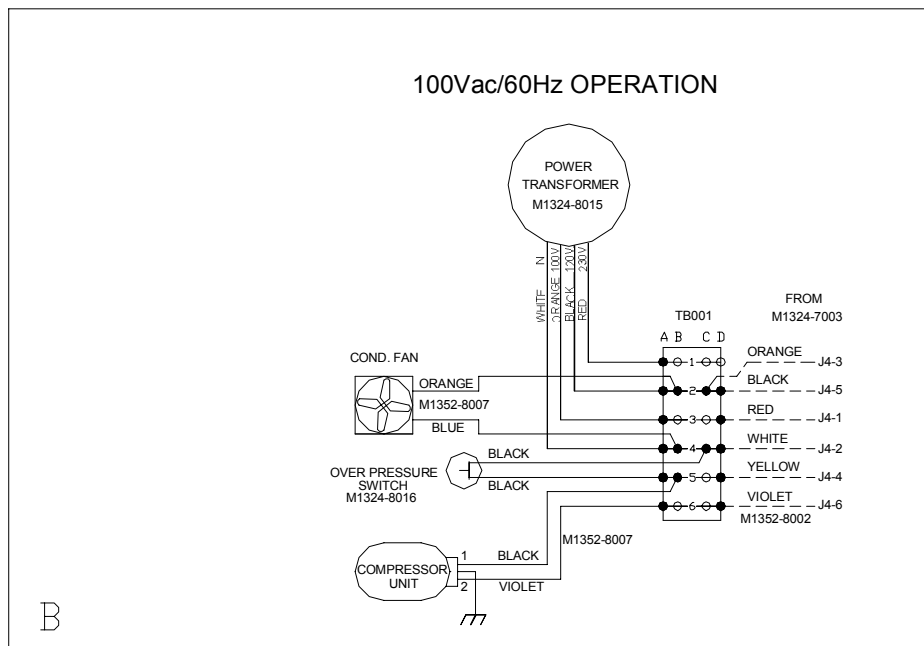 100Vac/60Hz OPERATION
POWER
TRANSFORMER
M1324-8015
N
100V
120V
230V
WHITE
ORANGE
BLACK
RED
FROM
M1324-7003
TB001
A B C D
COND. FAN
ORANGE
M1352-8007
BLUE
1
ORANGE
J4-3
2
BLACK
J4-5
3
RED
J4-1
4
WHITE
J4-2
5
YELLOW
J4-4
6
VIOLET
J4-6
M1352-8002
OVER PRESSURE
SWITCH
M1324-8016
BLACK
BLACK
M1352-8007
COMPRESSOR
UNIT
1
BLACK
2
VIOLET
B